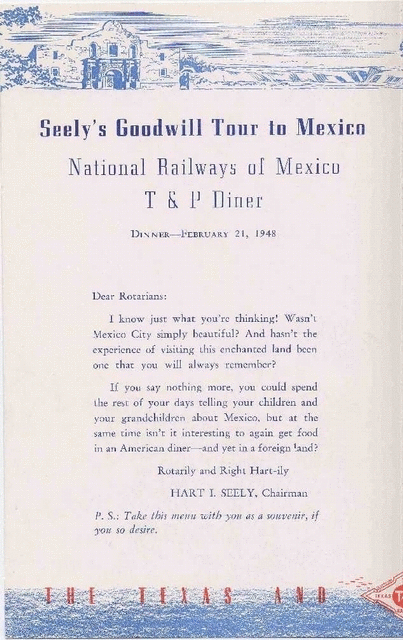 Seely's Goodwill Tour to Mexico
National Railways of Mexico
T & P Diner
Dinner—February 21, 1948
Dear Rotarians:
I know just what you're thinking! Wasn't
Mexico City simply beautiful? And hasn't the
experience of visiting this enchanted land been
one that you will always remember?
If you say nothing more, you could spend
the rest of your days telling your children and
your grandchildren about Mexico, but at the
same time isn't it interesting to again get food
in an American diner—and yet in a foreign land?
Rotarily and Right Hart-ily
HART I. SEELY, Chairman
P. S.: Take this menu with you as a souvenir, if
you so desire.
THE TEXAS AND
TEXAS